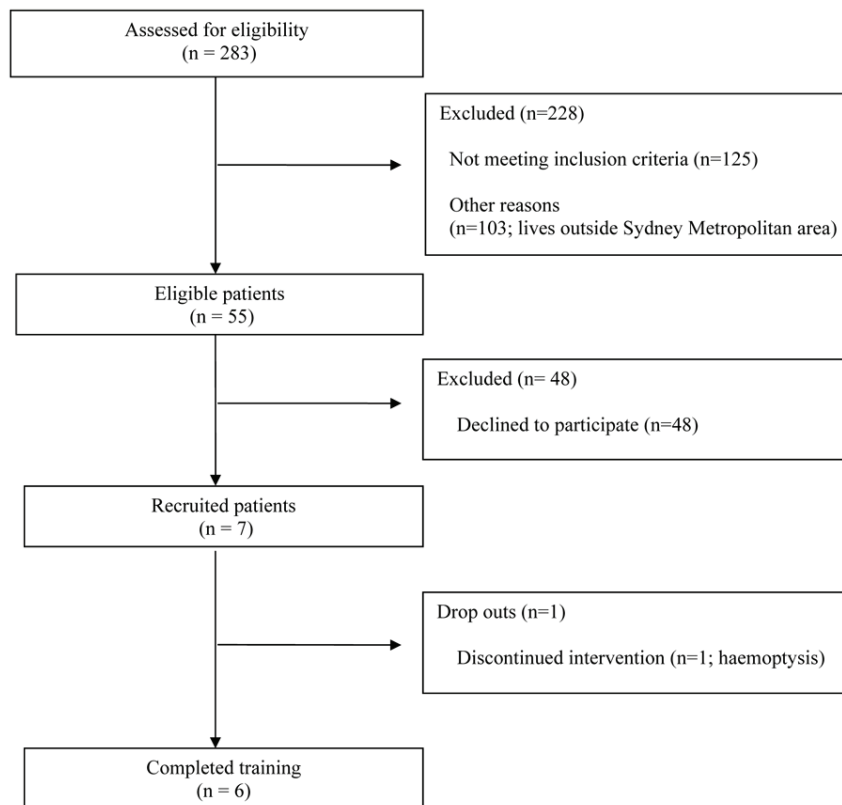 Assessed for eligibility
(n = 283)
Excluded (n=228)
Not meeting inclusion criteria (n=125)
Other reasons
(n=103; lives outside Sydney Metropolitan area)
Eligible patients
(n = 55)
Excluded (n= 48)
Declined to participate (n=48)
Recruited patients
(n = 7)
Drop outs (n=1)
Discontinued intervention (n=1; haemoptysis)
Completed training
(n = 6)